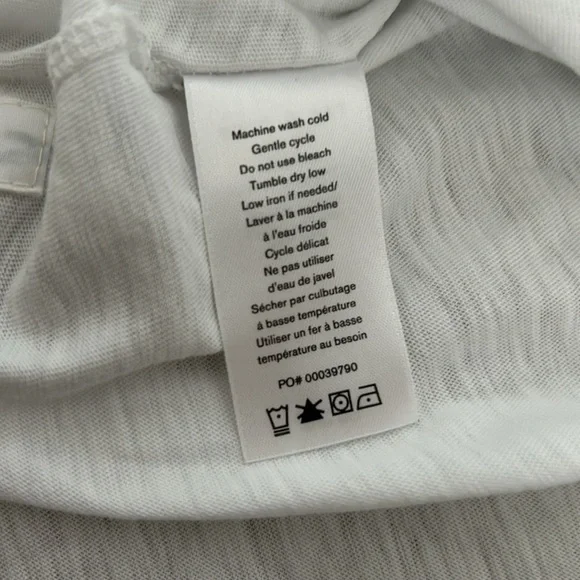 Machine wash cold
Gentle cycle
Do not use bleach
Tumble dry low
Low iron if needed/
Laver à la machine
à l'eau froide
Cycle délicat
Ne pas utiliser
d'eau de javel
Sécher par culbutage
à basse température
Utiliser un fer à basse
température au besoin
PO# 00039790